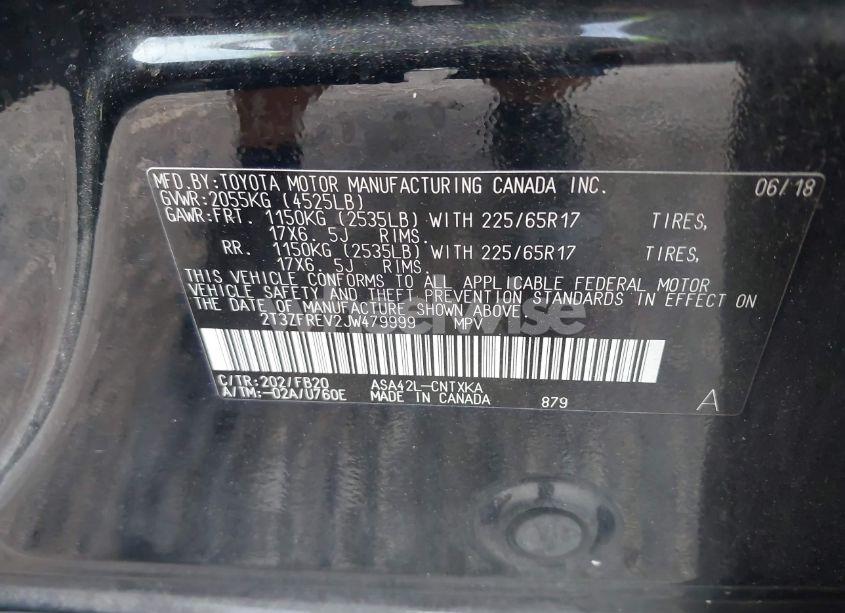 MFD.BY:TOYOTA MOTOR MANUFACTURING CANADA INC. 06/18
GVWR:2055KG (4525LB)
GAWR:FRT. 1150KG (2535LB) WITH 225/65R17 TIRES,
17X6. 5J RIMS.
RR. 1150KG (2535LB) WITH 225/65R17 TIRES,
17X6. 5J RIMS.
THIS VEHICLE CONFORMS TO ALL APPLICABLE FEDERAL MOTOR
VEHICLE SAFETY AND THEFT PREVENTION STANDARDS IN EFFECT ON
THE DATE OF MANUFACTURE SHOWN ABOVE.
2T3ZFREV2JW479999 MPV
C/TR:202/FB20 ASA42L-CNTXKA
A/TM:-02A/U760E MADE IN CANADA 879 A